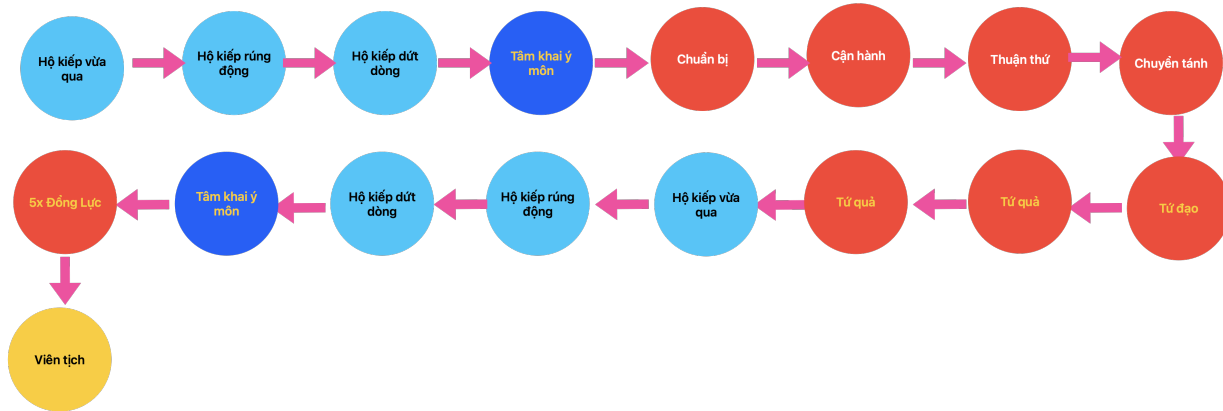 Hộ kiếp vừa
qua
Hộ kiếp rúng
động
Hộ kiếp dứt
dòng
Tâm khai ý
môn
Chuẩn bị
Cận hành
Thuận thứ
Chuyển tánh
Tứ đạo
Tứ quả
Tứ quả
Hộ kiếp vừa
qua
Hộ kiếp rúng
động
Hộ kiếp dứt
dòng
Tâm khai ý
môn
5x Đổng Lực
Viên tịch